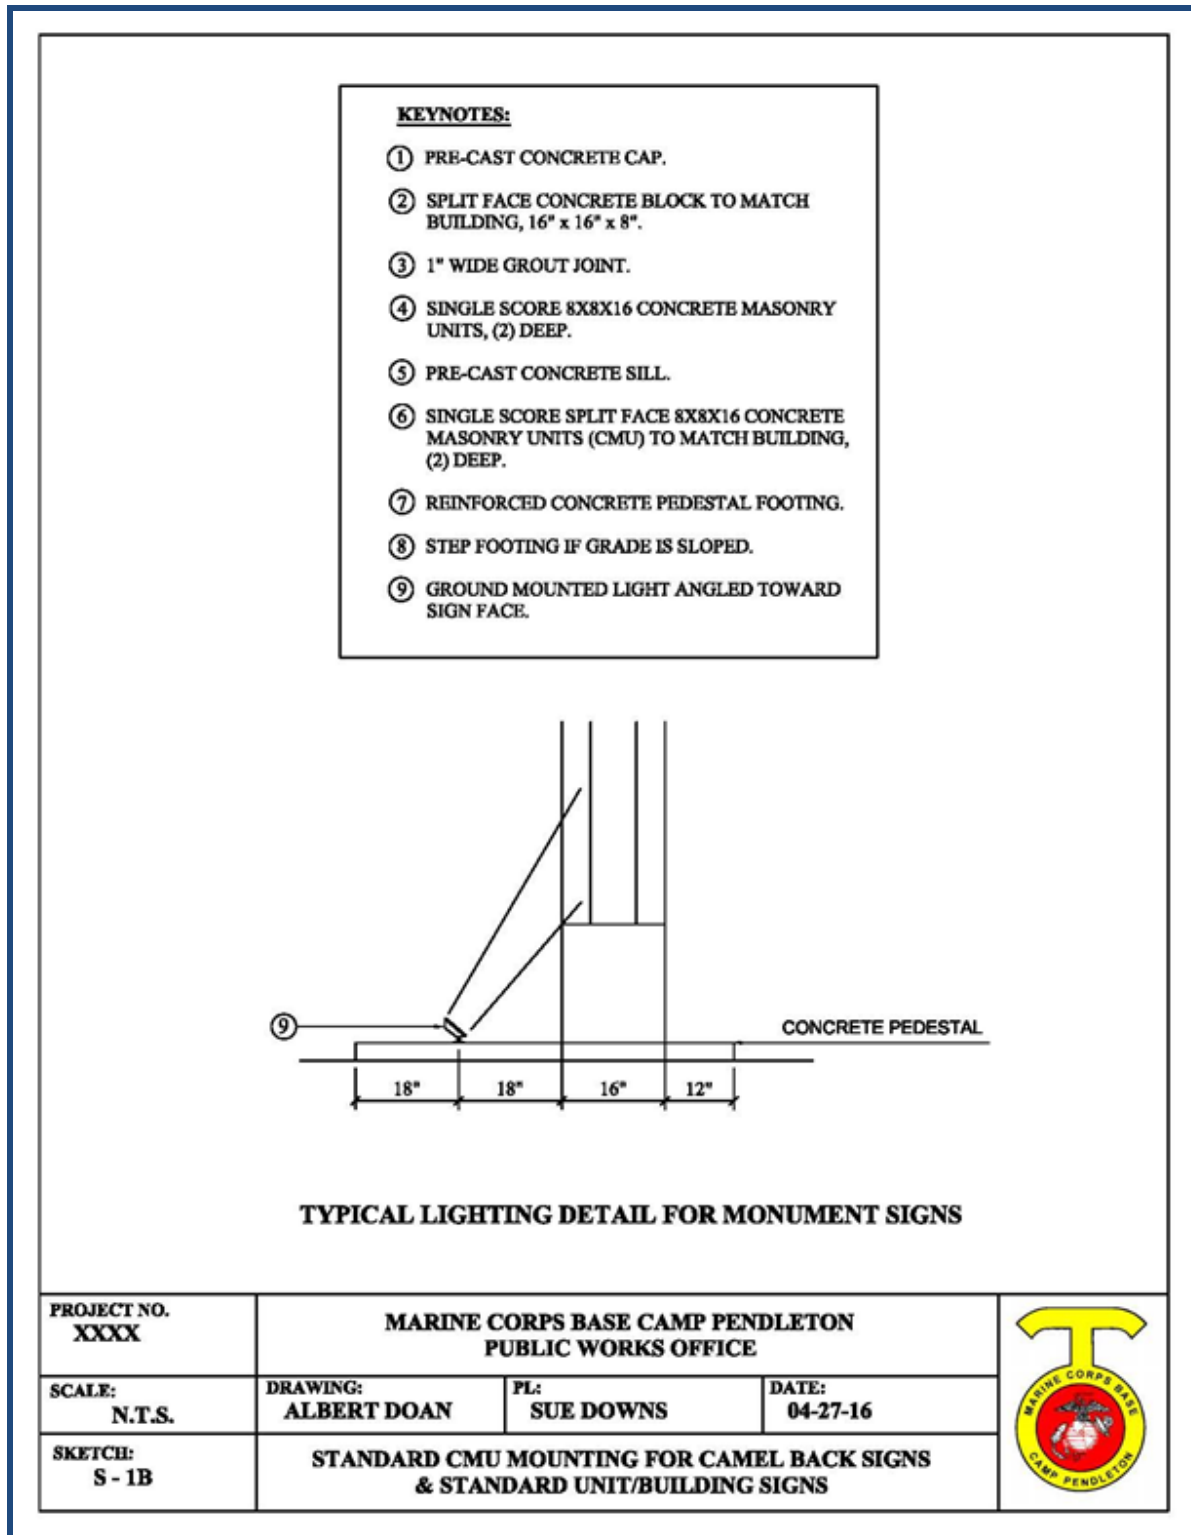 KEYNOTES:
1 PRE-CAST CONCRETE CAP.
2 SPLIT FACE CONCRETE BLOCK TO MATCH
BUILDING, 16" x 16" x 8".
3 1" WIDE GROUT JOINT.
4 SINGLE SCORE 8X8X16 CONCRETE MASONRY
UNITS, (2) DEEP.
5 PRE-CAST CONCRETE SILL.
6 SINGLE SCORE SPLIT FACE 8X8X16 CONCRETE
MASONRY UNITS (CMU) TO MATCH BUILDING,
(2) DEEP.
7 REINFORCED CONCRETE PEDESTAL FOOTING.
8 STEP FOOTING IF GRADE IS SLOPED.
9 GROUND MOUNTED LIGHT ANGLED TOWARD
SIGN FACE.
9
CONCRETE PEDESTAL
18" 18" 16" 12"
TYPICAL LIGHTING DETAIL FOR MONUMENT SIGNS
PROJECT NO.
XXXX
MARINE CORPS BASE CAMP PENDLETON
PUBLIC WORKS OFFICE
SCALE:
N.T.S.
DRAWING:
ALBERT DOAN
PL:
SUE DOWNS
DATE:
04-27-16
SKETCH:
S - 1B
STANDARD CMU MOUNTING FOR CAMEL BACK SIGNS
& STANDARD UNIT/BUILDING SIGNS
MARINE CORPS BASE
CAMP PENDLETON